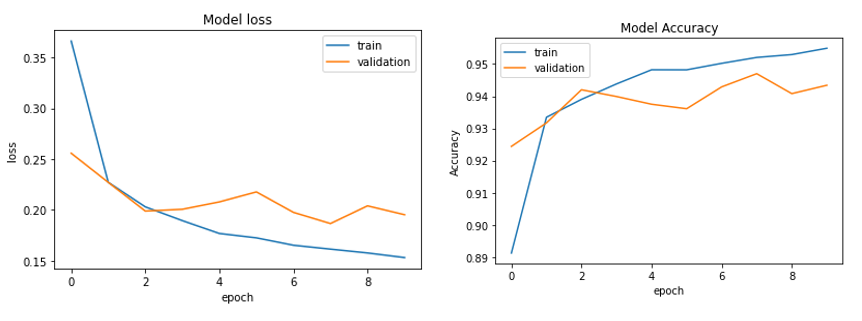 Model loss
train
validation
0.35
0.30
0.25
0.20
0.15
loss
0
2
4
6
8
epoch
Model Accuracy
train
validation
0.95
0.94
0.93
0.92
0.91
0.90
0.89
Accuracy
0
2
4
6
8
epoch